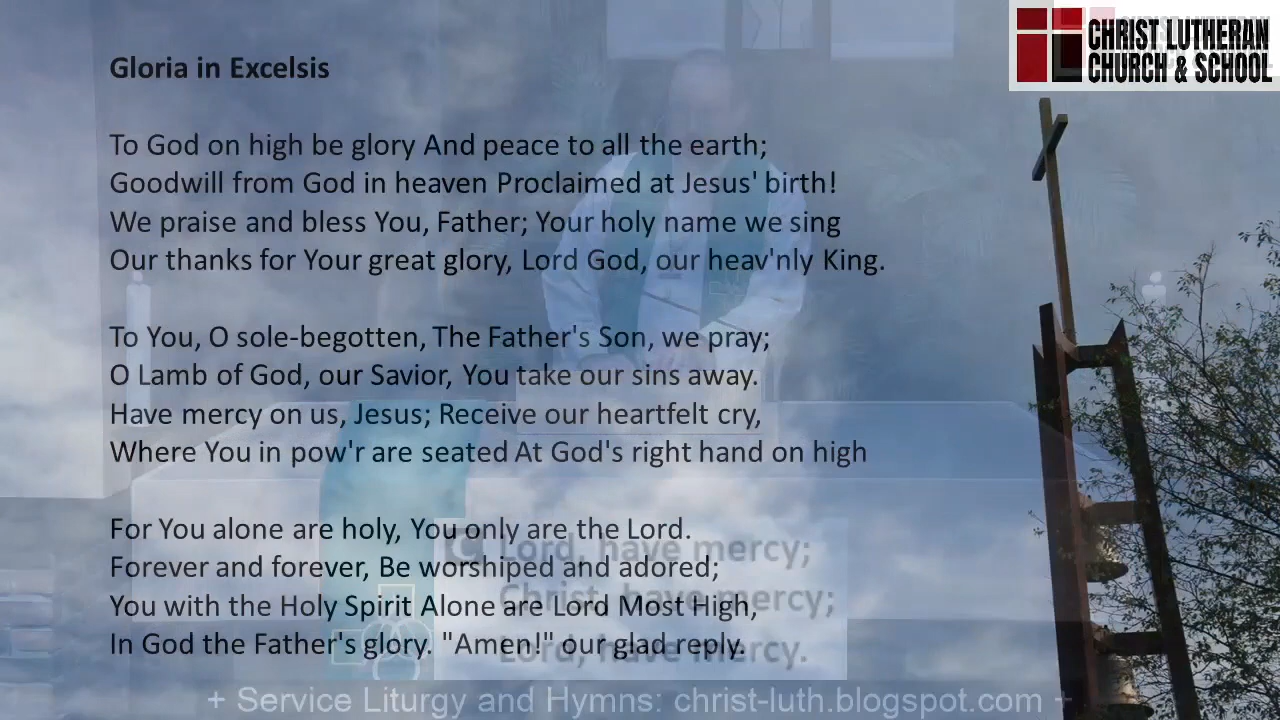 CHRIST LUTHERAN
CHURCH & SCHOOL
Gloria in Excelsis
To God on high be glory And peace to all the earth;
Goodwill from God in heaven Proclaimed at Jesus' birth!
We praise and bless You, Father; Your holy name we sing
Our thanks for Your great glory, Lord God, our heav'nly King.
To You, O sole-begotten, The Father's Son, we pray;
O Lamb of God, our Savior, You take our sins away.
Have mercy on us, Jesus; Receive our heartfelt cry,
Where You in pow'r are seated At God's right hand on high
For You alone are holy, You only are the Lord.
Forever and forever, Be worshiped and adored;
You with the Holy Spirit Alone are Lord Most High,
In God the Father's glory. "Amen!" our glad reply.
C Lord, have mercy;
Christ, have mercy;
Lord, have mercy.
+ Service Liturgy and Hymns: christ-luth.blogspot.com +